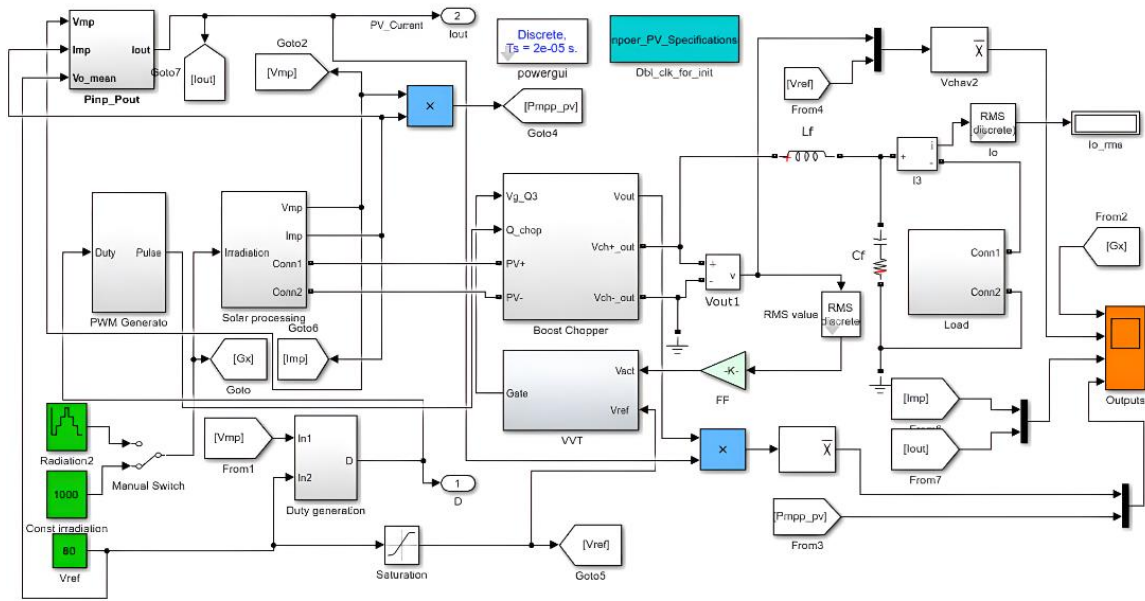 Vmp
Imp
Vo_mean
Iout
Pinp_Pout
Goto7
[Iout]
PV_Current
2
Iout
Goto2
[Vmp]
×
[Pmpp_pv]
Goto4
Discrete,
Ts = 2e-05 s.
powergui
npoer_PV_Specifications
Dbl_clk_for_init
[Vref]
From4
X
Vchav2
Lf
+
-
i
I3
RMS
discrete)
Io
Io_rms
Duty
Pulse
PWM Generato
Irradiation
Vmp
Imp
Conn1
Conn2
Solar processing
Vg_Q3
Q_chop
PV+
PV-
Vout
Vch+_out
Vch-_out
Boost Chopper
+
-
v
Vout1
RMS value
RMS
discrete
Cf
Conn1
Conn2
Load
From2
[Gx]
Outputs
Goto6
[Imp]
[Gx]
Goto
Gate
Vact
Vref
VVT
-K-
FF
Radiation2
Manual Switch
1000
Const irradiation
80
Vref
[Vmp]
From1
In1
In2
D
Duty generation
1
D
Saturation
[Vref]
Goto5
×
X
[Imp]
[Iout]
From7
[Pmpp_pv]
From3